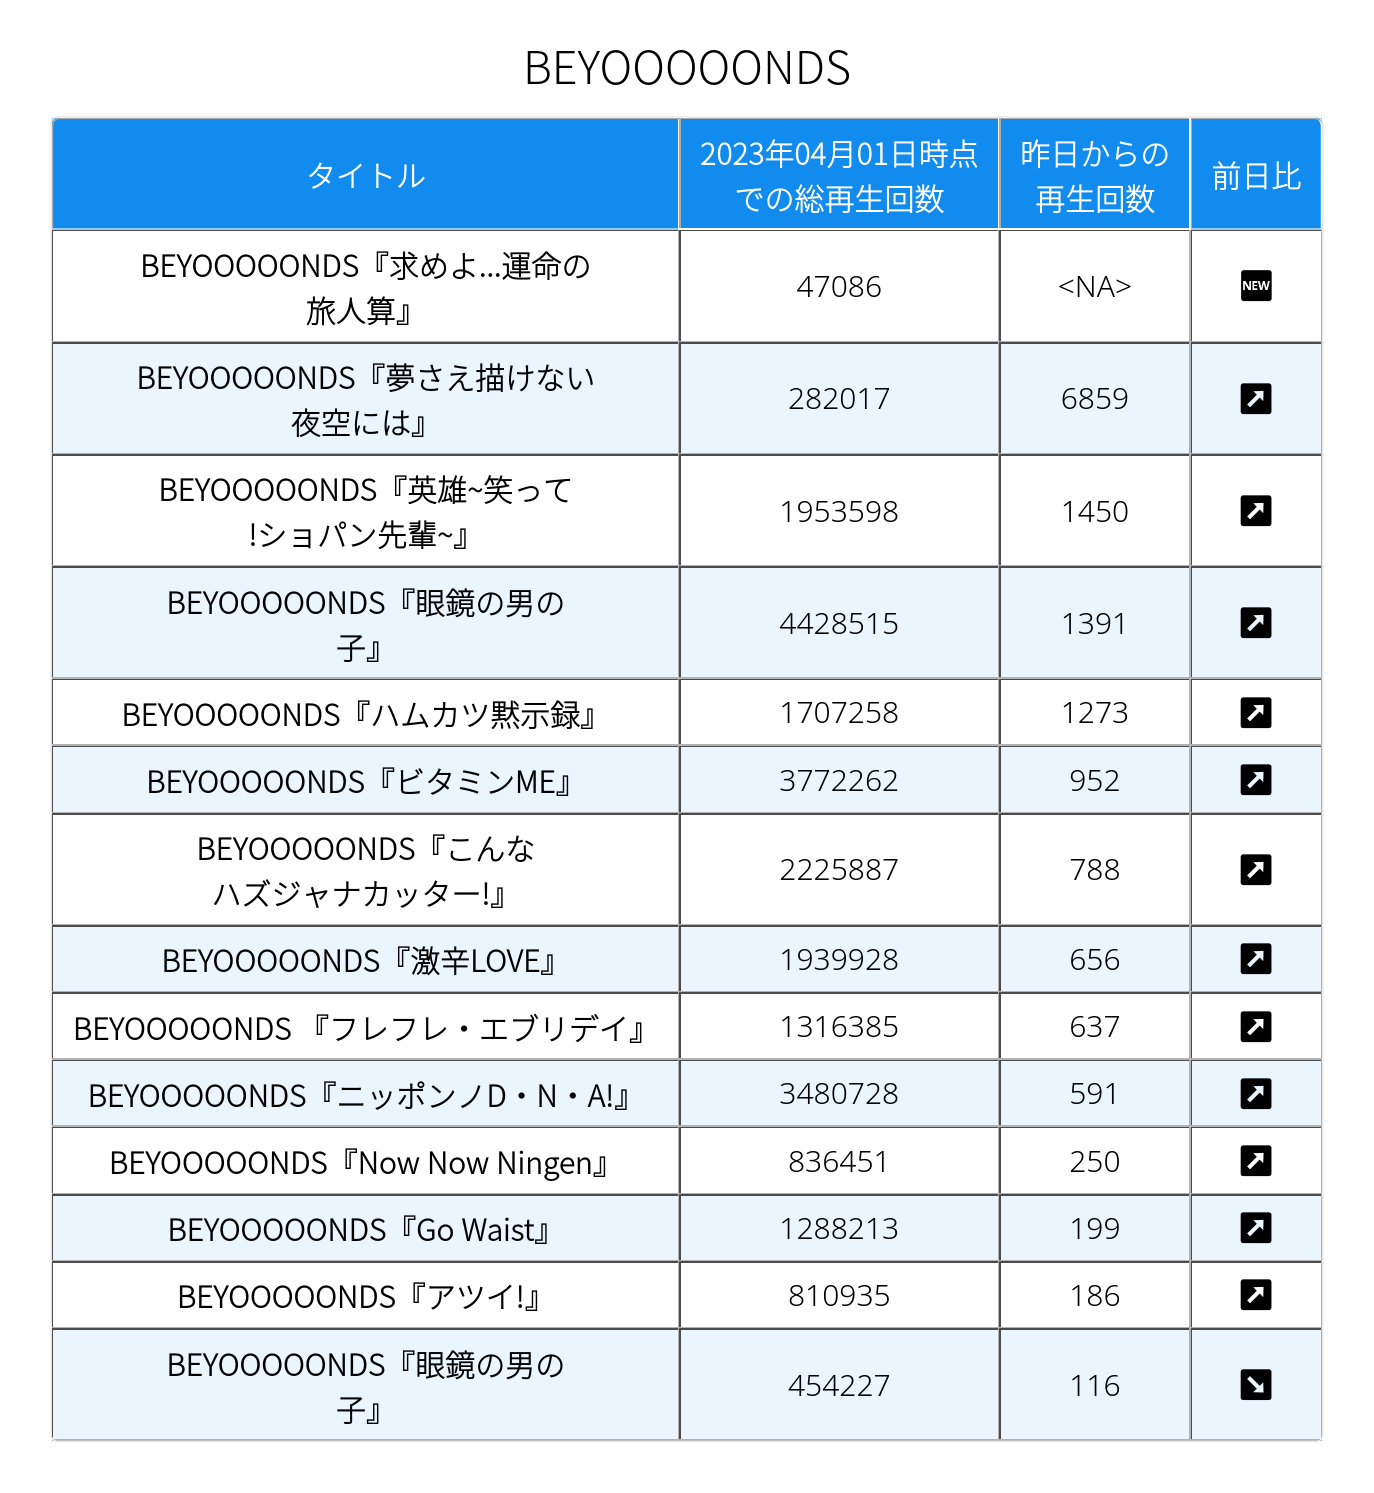 BEYOOOOONDS
タイトル
2023年04月01日時点
での総再生回数
昨日からの
再生回数
前日比
BEYOOOOONDS『求めよ...運命の
旅人算』
47086
<NA>
NEW
BEYOOOOONDS『夢さえ描けない
夜空には』
282017
6859
BEYOOOOONDS『英雄~笑って
!ショパン先輩~』
1953598
1450
BEYOOOOONDS『眼鏡の男の
子』
4428515
1391
BEYOOOOONDS『ハムカツ黙示録』
1707258
1273
BEYOOOOONDS『ビタミンME』
3772262
952
BEYOOOOONDS『こんな
ハズジャナカッター!』
2225887
788
BEYOOOOONDS『激辛LOVE』
1939928
656
BEYOOOOONDS 『フレフレ・エブリデイ』
1316385
637
BEYOOOOONDS『ニッポンノD・N・A!』
3480728
591
BEYOOOOONDS『Now Now Ningen』
836451
250
BEYOOOOONDS『Go Waist』
1288213
199
BEYOOOOONDS『アツイ!』
810935
186
BEYOOOOONDS『眼鏡の男の
子』
454227
116